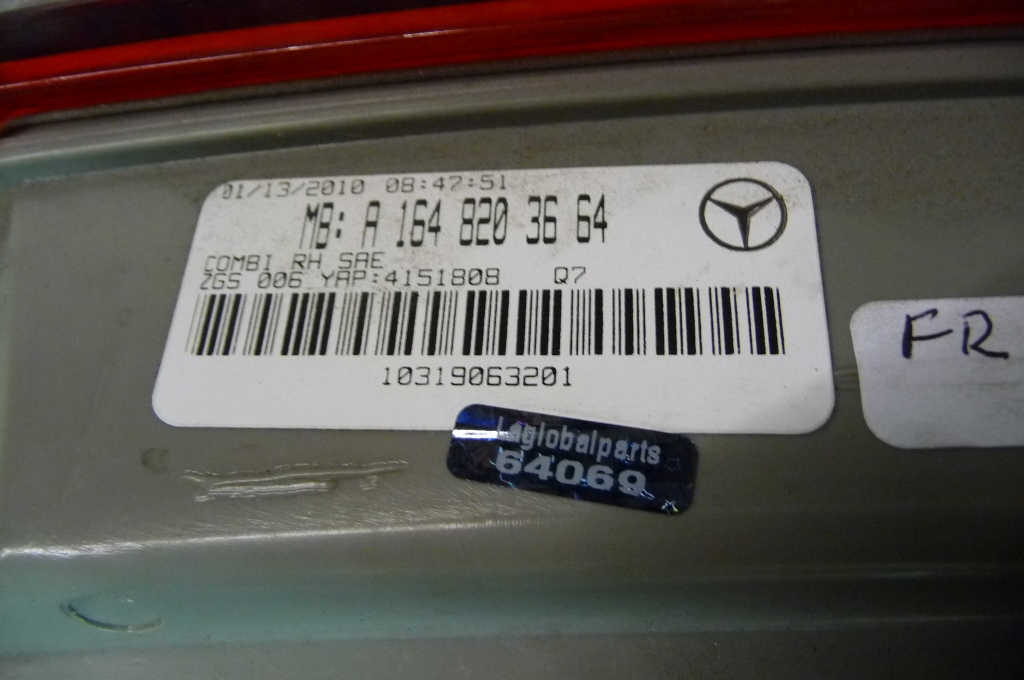 01/13/2010 08:47:51
MB: A 164 820 36 64
COMBI RH SAE
ZGS 006 YAP:4151808 Q7
10319063201
FR
Laglobalparts
64069